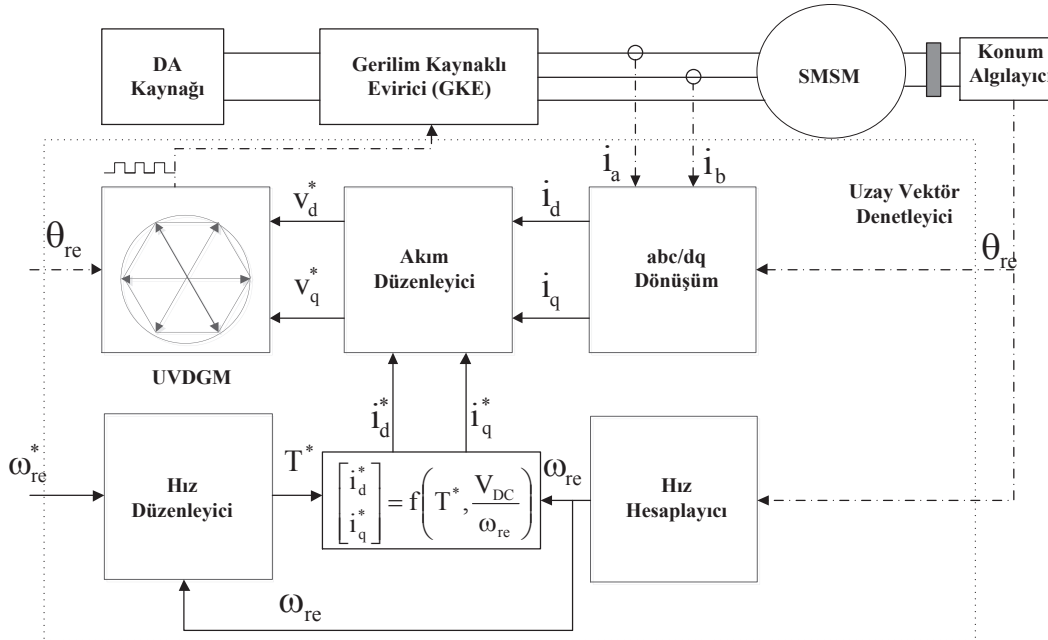 DA
Kaynağı
Gerilim Kaynaklı
Evirici (GKE)
SMSM
Konum
Algılayıci
i_a
i_b
Uzay Vektör
Denetleyici
v_d^*
i_d
θ_re
Akım
Düzenleyici
abc/dq
Dönüşüm
θ_re
v_q^*
i_q
UVDGM
i_d^*
i_q^*
ω_re^*
Hız
Düzenleyici
T^*
[i_d^* i_q^*] = f(T^*, V_DC/ω_re)
ω_re
Hız
Hesaplayıcı
ω_re